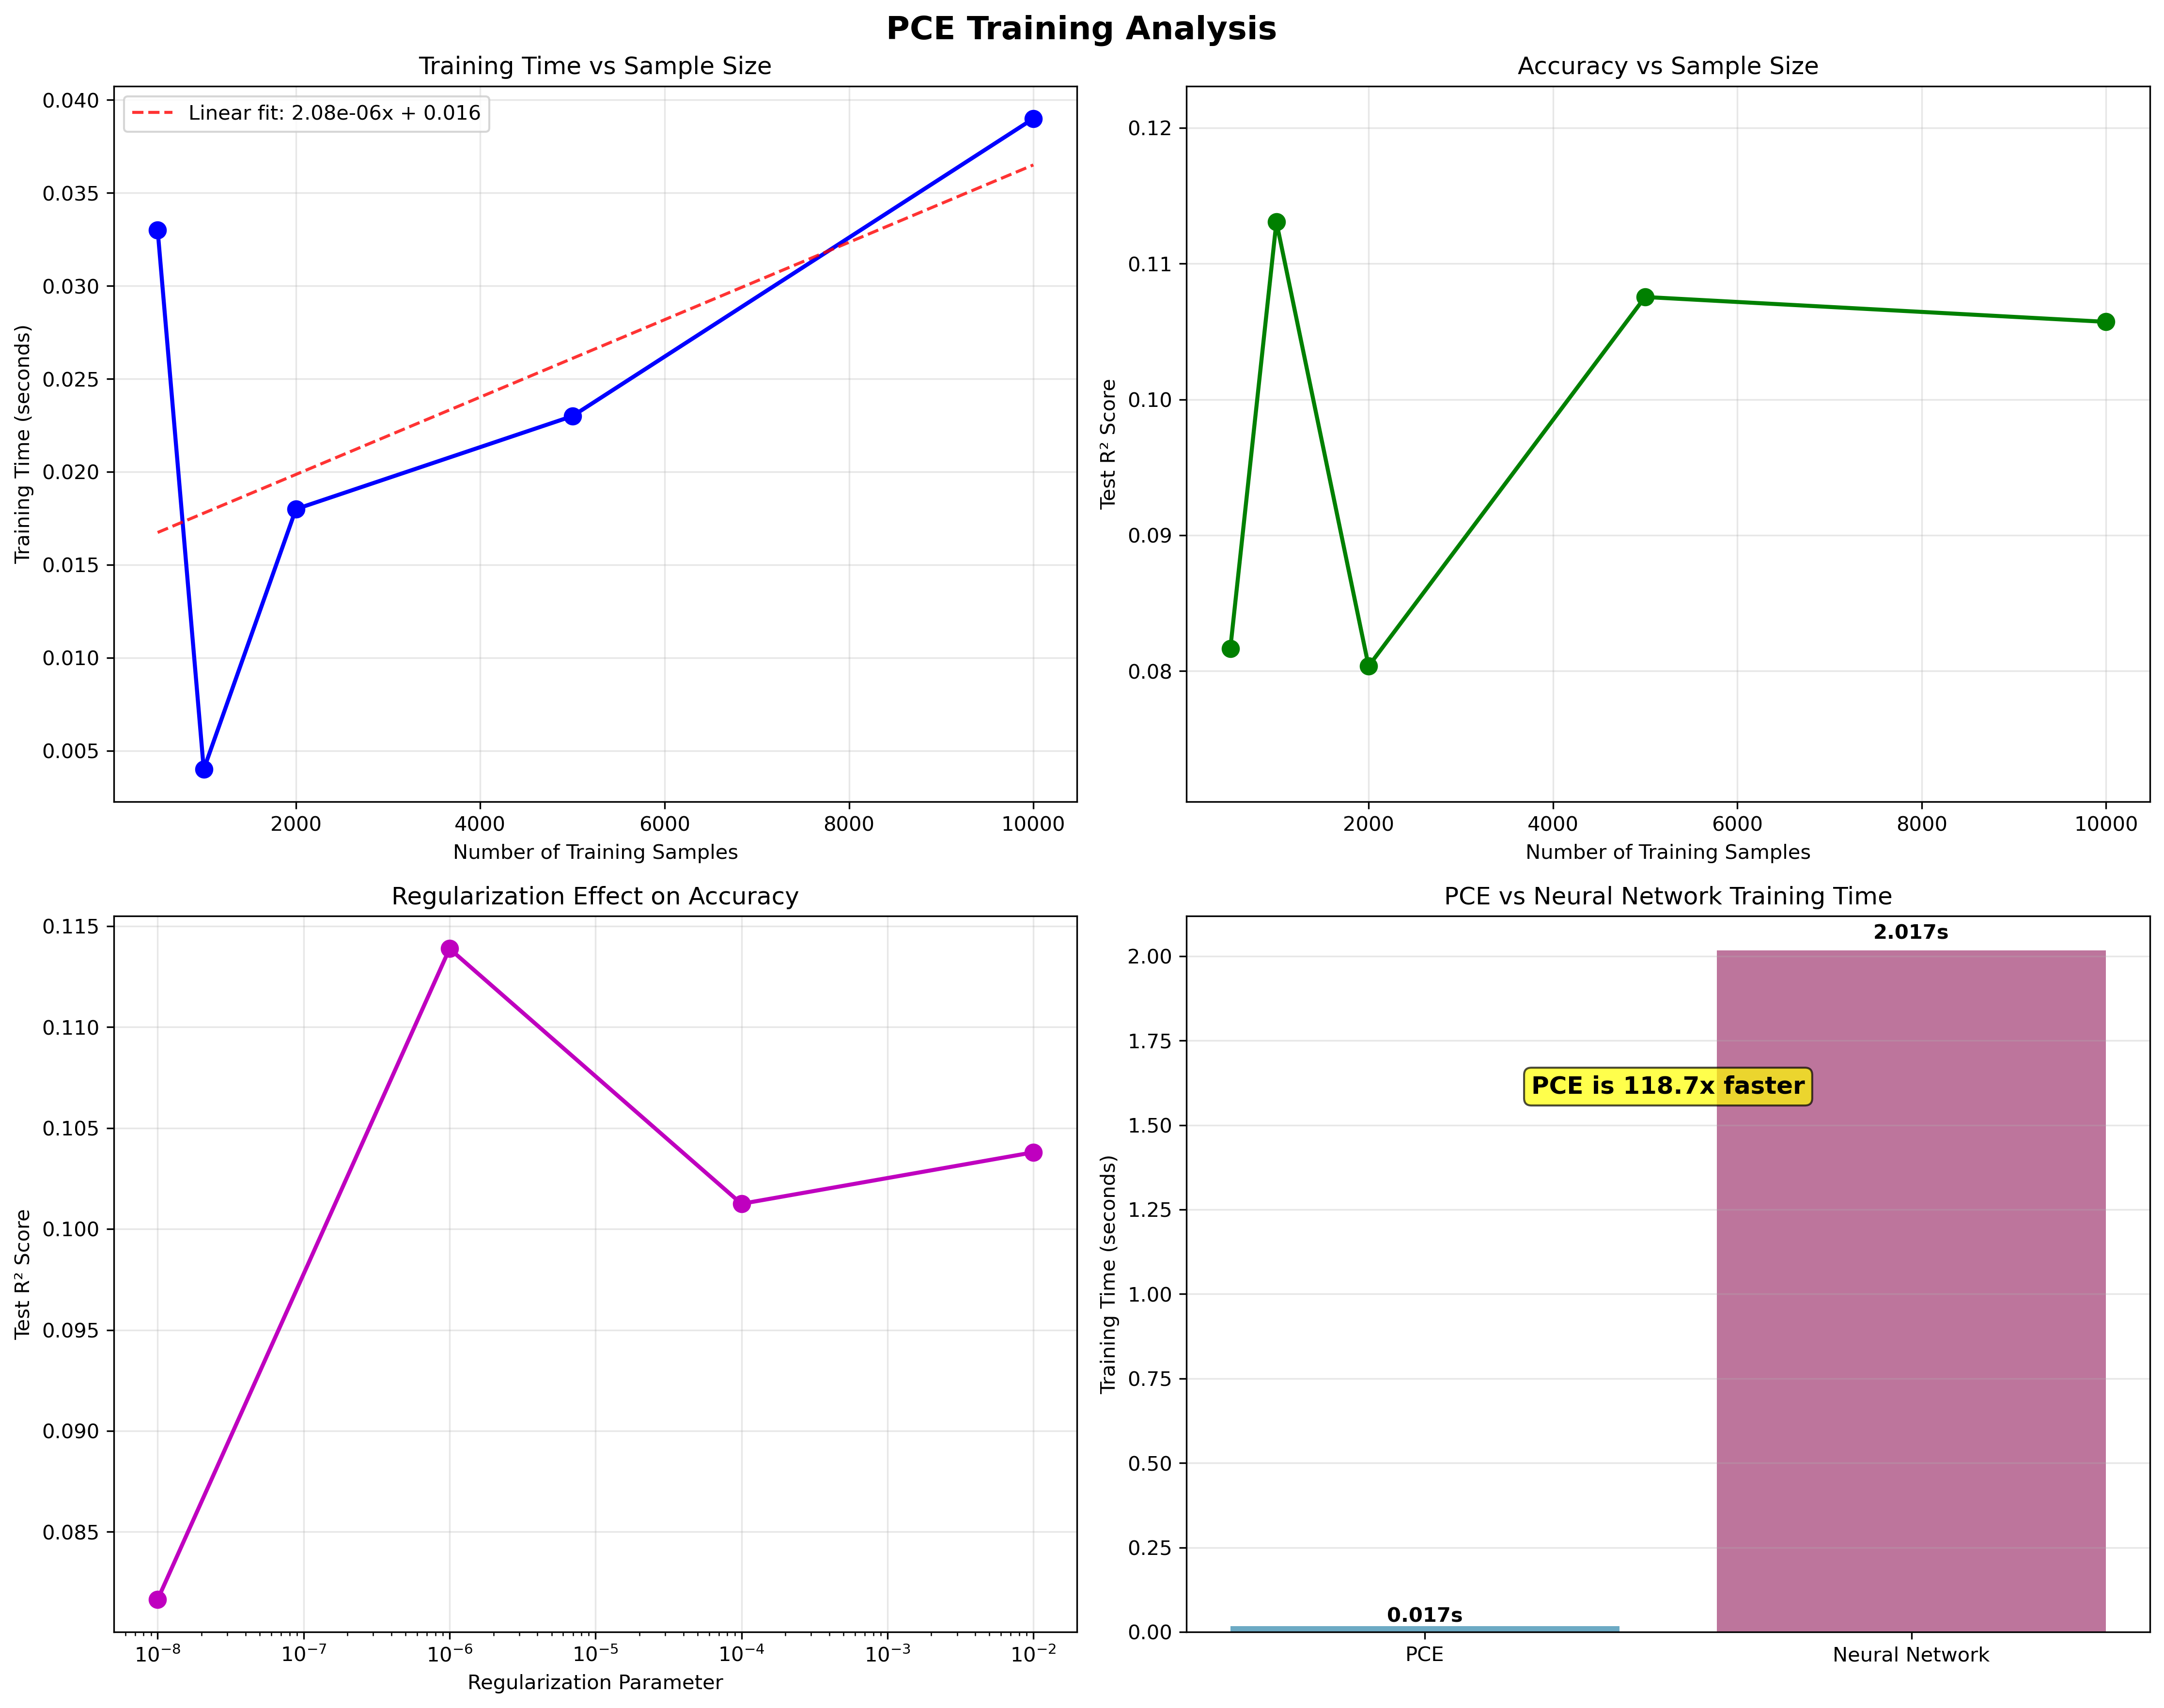 PCE Training Analysis
Training Time vs Sample Size
Linear fit: 2.08e-06x + 0.016
0.040
0.035
0.030
0.025
0.020
0.015
0.010
0.005
Training Time (seconds)
2000 4000 6000 8000 10000
Number of Training Samples
Accuracy vs Sample Size
0.12
0.11
0.10
0.09
0.08
Test R² Score
2000 4000 6000 8000 10000
Number of Training Samples
Regularization Effect on Accuracy
0.115
0.110
0.105
0.100
0.095
0.090
0.085
Test R² Score
10⁻⁸ 10⁻⁷ 10⁻⁶ 10⁻⁵ 10⁻⁴ 10⁻³ 10⁻²
Regularization Parameter
PCE vs Neural Network Training Time
2.017s
PCE is 118.7x faster
0.017s
2.00
1.75
1.50
1.25
1.00
0.75
0.50
0.25
0.00
Training Time (seconds)
PCE Neural Network